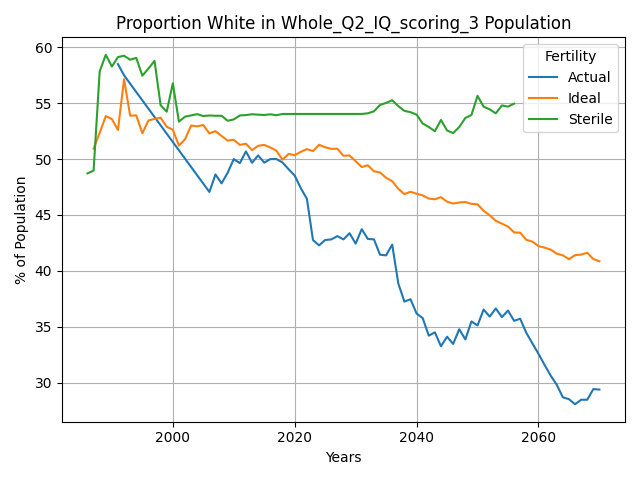 Proportion White in Whole_Q2_IQ_scoring_3 Population
Fertility
Actual
Ideal
Sterile
% of Population
60
55
50
45
40
35
30
2000
2020
2040
2060
Years